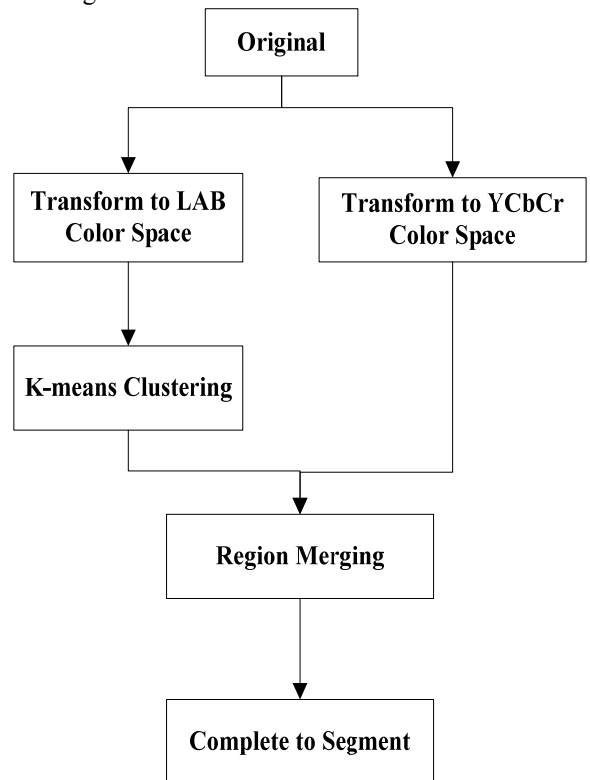 Original
Transform to LAB
Color Space
Transform to YCbCr
Color Space
K-means Clustering
Region Merging
Complete to Segment